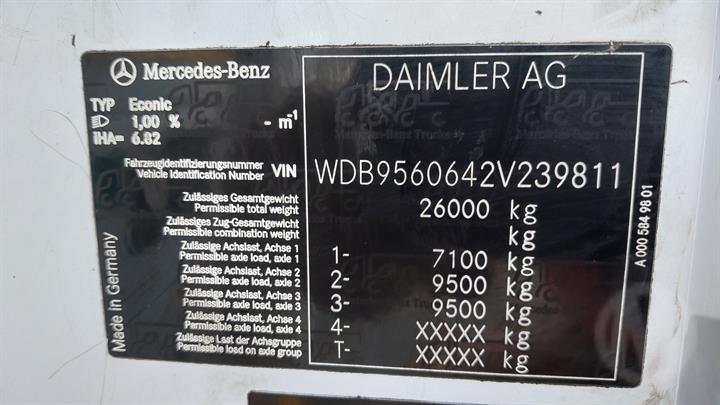 Mercedes-Benz DAIMLER AG
TYP Econic
1,00 % - m-1
iHA= 6.82
Fahrzeugidentifizierungsnummer
Vehicle Identification Number VIN WDB9560642V239811
Zulässiges Gesamtgewicht
Permissible total weight 26000 kg
Zulässiges Zug-Gesamtgewicht
Permissible combination weight kg
Zulässige Achslast, Achse 1
Permissible axle load, axle 1 1- 7100 kg
Zulässige Achslast, Achse 2
Permissible axle load, axle 2 2- 9500 kg
Zulässige Achslast, Achse 3
Permissible axle load, axle 3 3- 9500 kg
Zulässige Achslast, Achse 4
Permissible axle load, axle 4 4- XXXXX kg
Zulässige Last der Achsgruppe
Permissible load on axle group T- XXXXX kg
Made in Germany
A 000 584 98 01